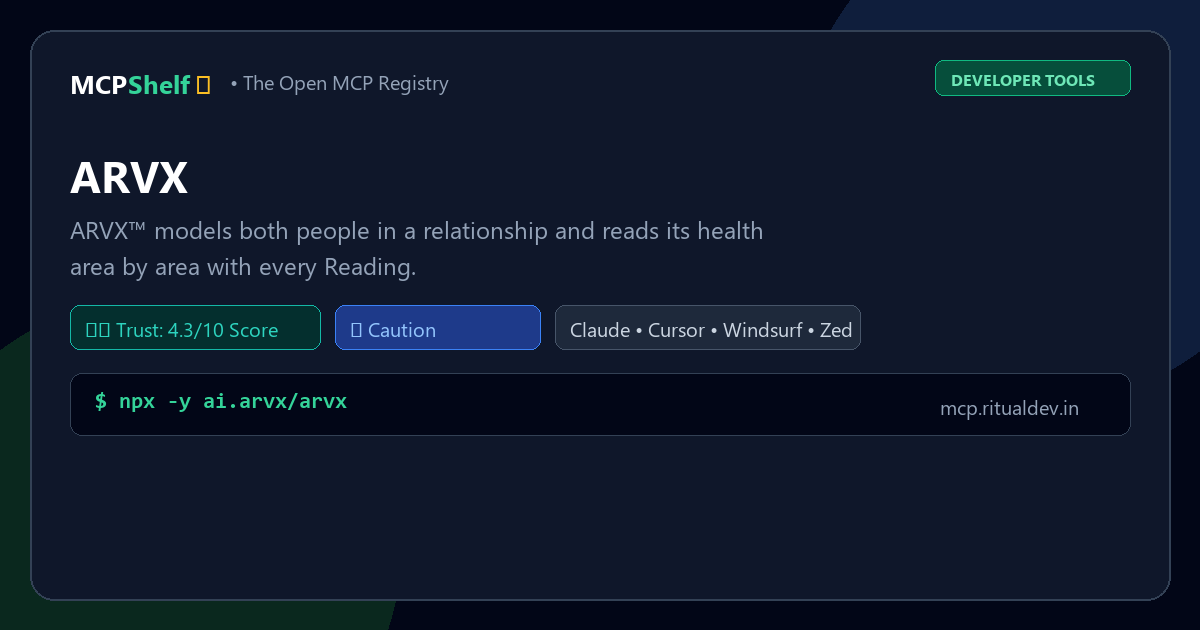 MCPShelf • The Open MCP Registry
DEVELOPER TOOLS
ARVX
ARVX™ models both people in a relationship and reads its health
area by area with every Reading.
Trust: 4.3/10 Score
Caution
Claude • Cursor • Windsurf • Zed
$ npx -y ai.arvx/arvx
mcp.ritualdev.in